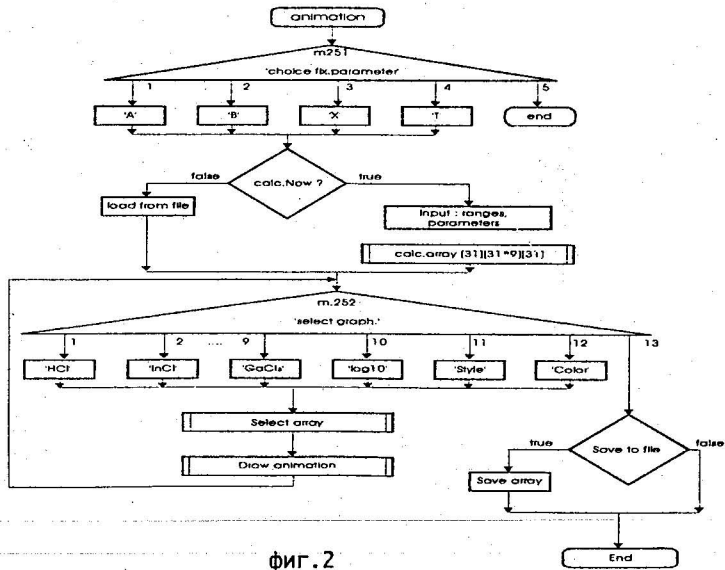 animation
m251
'choice fix.parameter'
1 2 3 4 5
'A' 'B' 'X' 'T' end
false calc.Now ? true
load from file
Input : ranges,
parameters
calc.array [31][31*9][31]
m.252
'select graph.'
1 2 .... 9 10 11 12 13
'HCl' 'InCl' 'GaCl₃' 'log10' 'Style' 'Color'
Select array
Draw animation
true Save to file false
Save array
End
фиг.2